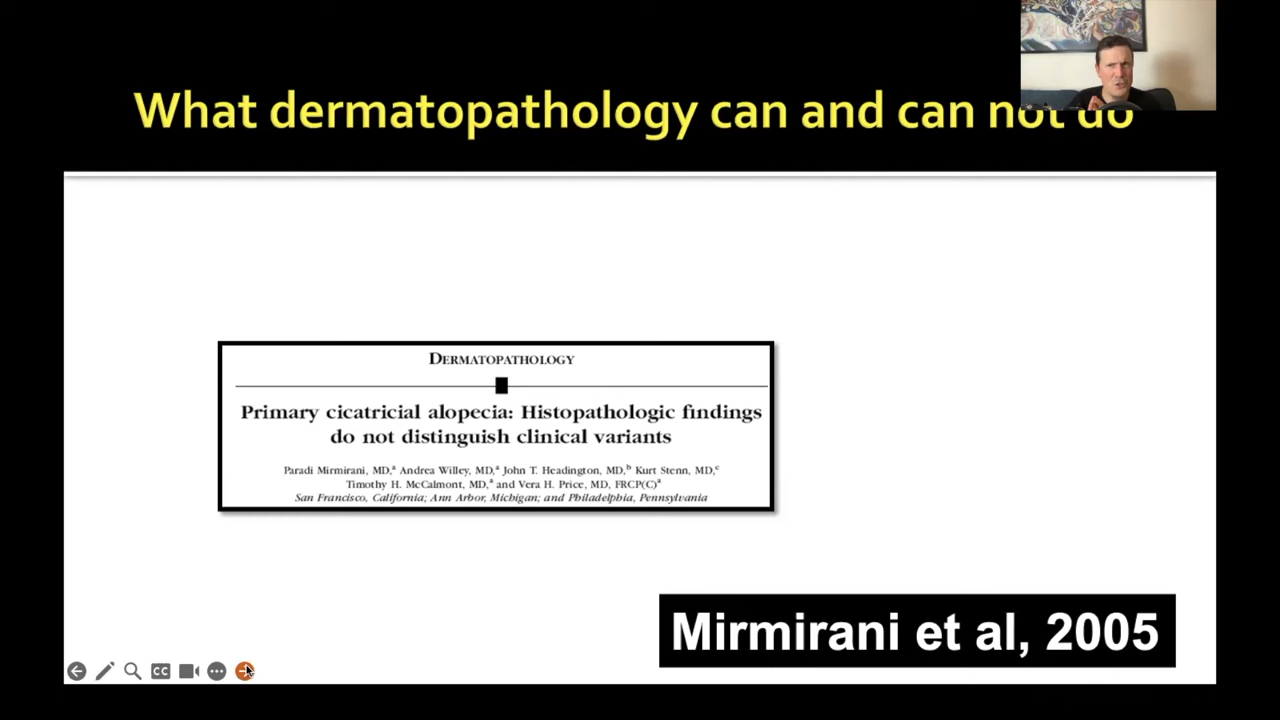 What dermatopathology can and can not do
DERMATOPATHOLOGY
Primary cicatricial alopecia: Histopathologic findings
do not distinguish clinical variants
Paradi Mirmirani, MD,a Andrea Willey, MD,a John T. Headington, MD,b Kurt Stenn, MD,c
Timothy H. McCalmont, MD,a and Vera H. Price, MD, FRCP(C)a
San Francisco, California; Ann Arbor, Michigan; and Philadelphia, Pennsylvania
Mirmirani et al, 2005
CC